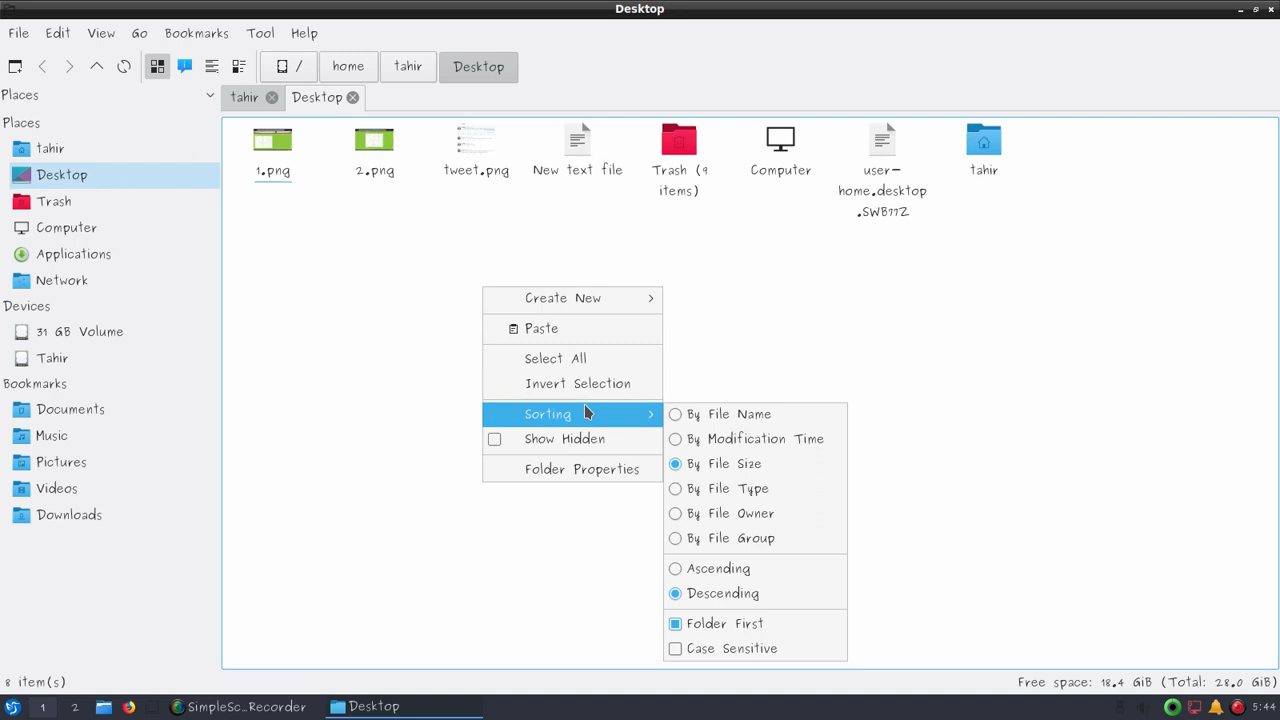 Desktop
File Edit View Go Bookmarks Tool Help
/ home tahir Desktop
Places
tahir Desktop
Places
tahir
Desktop
Trash
Computer
Applications
Network
Devices
31 GB Volume
Tahir
Bookmarks
Documents
Music
Pictures
Videos
Downloads
1.png
2.png
tweet.png
New text file
Trash (9
items)
Computer
user-
home.desktop
.SWB77Z
tahir
Create New
Paste
Select All
Invert Selection
Sorting
Show Hidden
Folder Properties
By File Name
By Modification Time
By File Size
By File Type
By File Owner
By File Group
Ascending
Descending
Folder First
Case Sensitive
8 item(s)
Free space: 18.4 GiB (Total: 28.0 GiB)
1 2 SimpleSc...Recorder Desktop 5:44